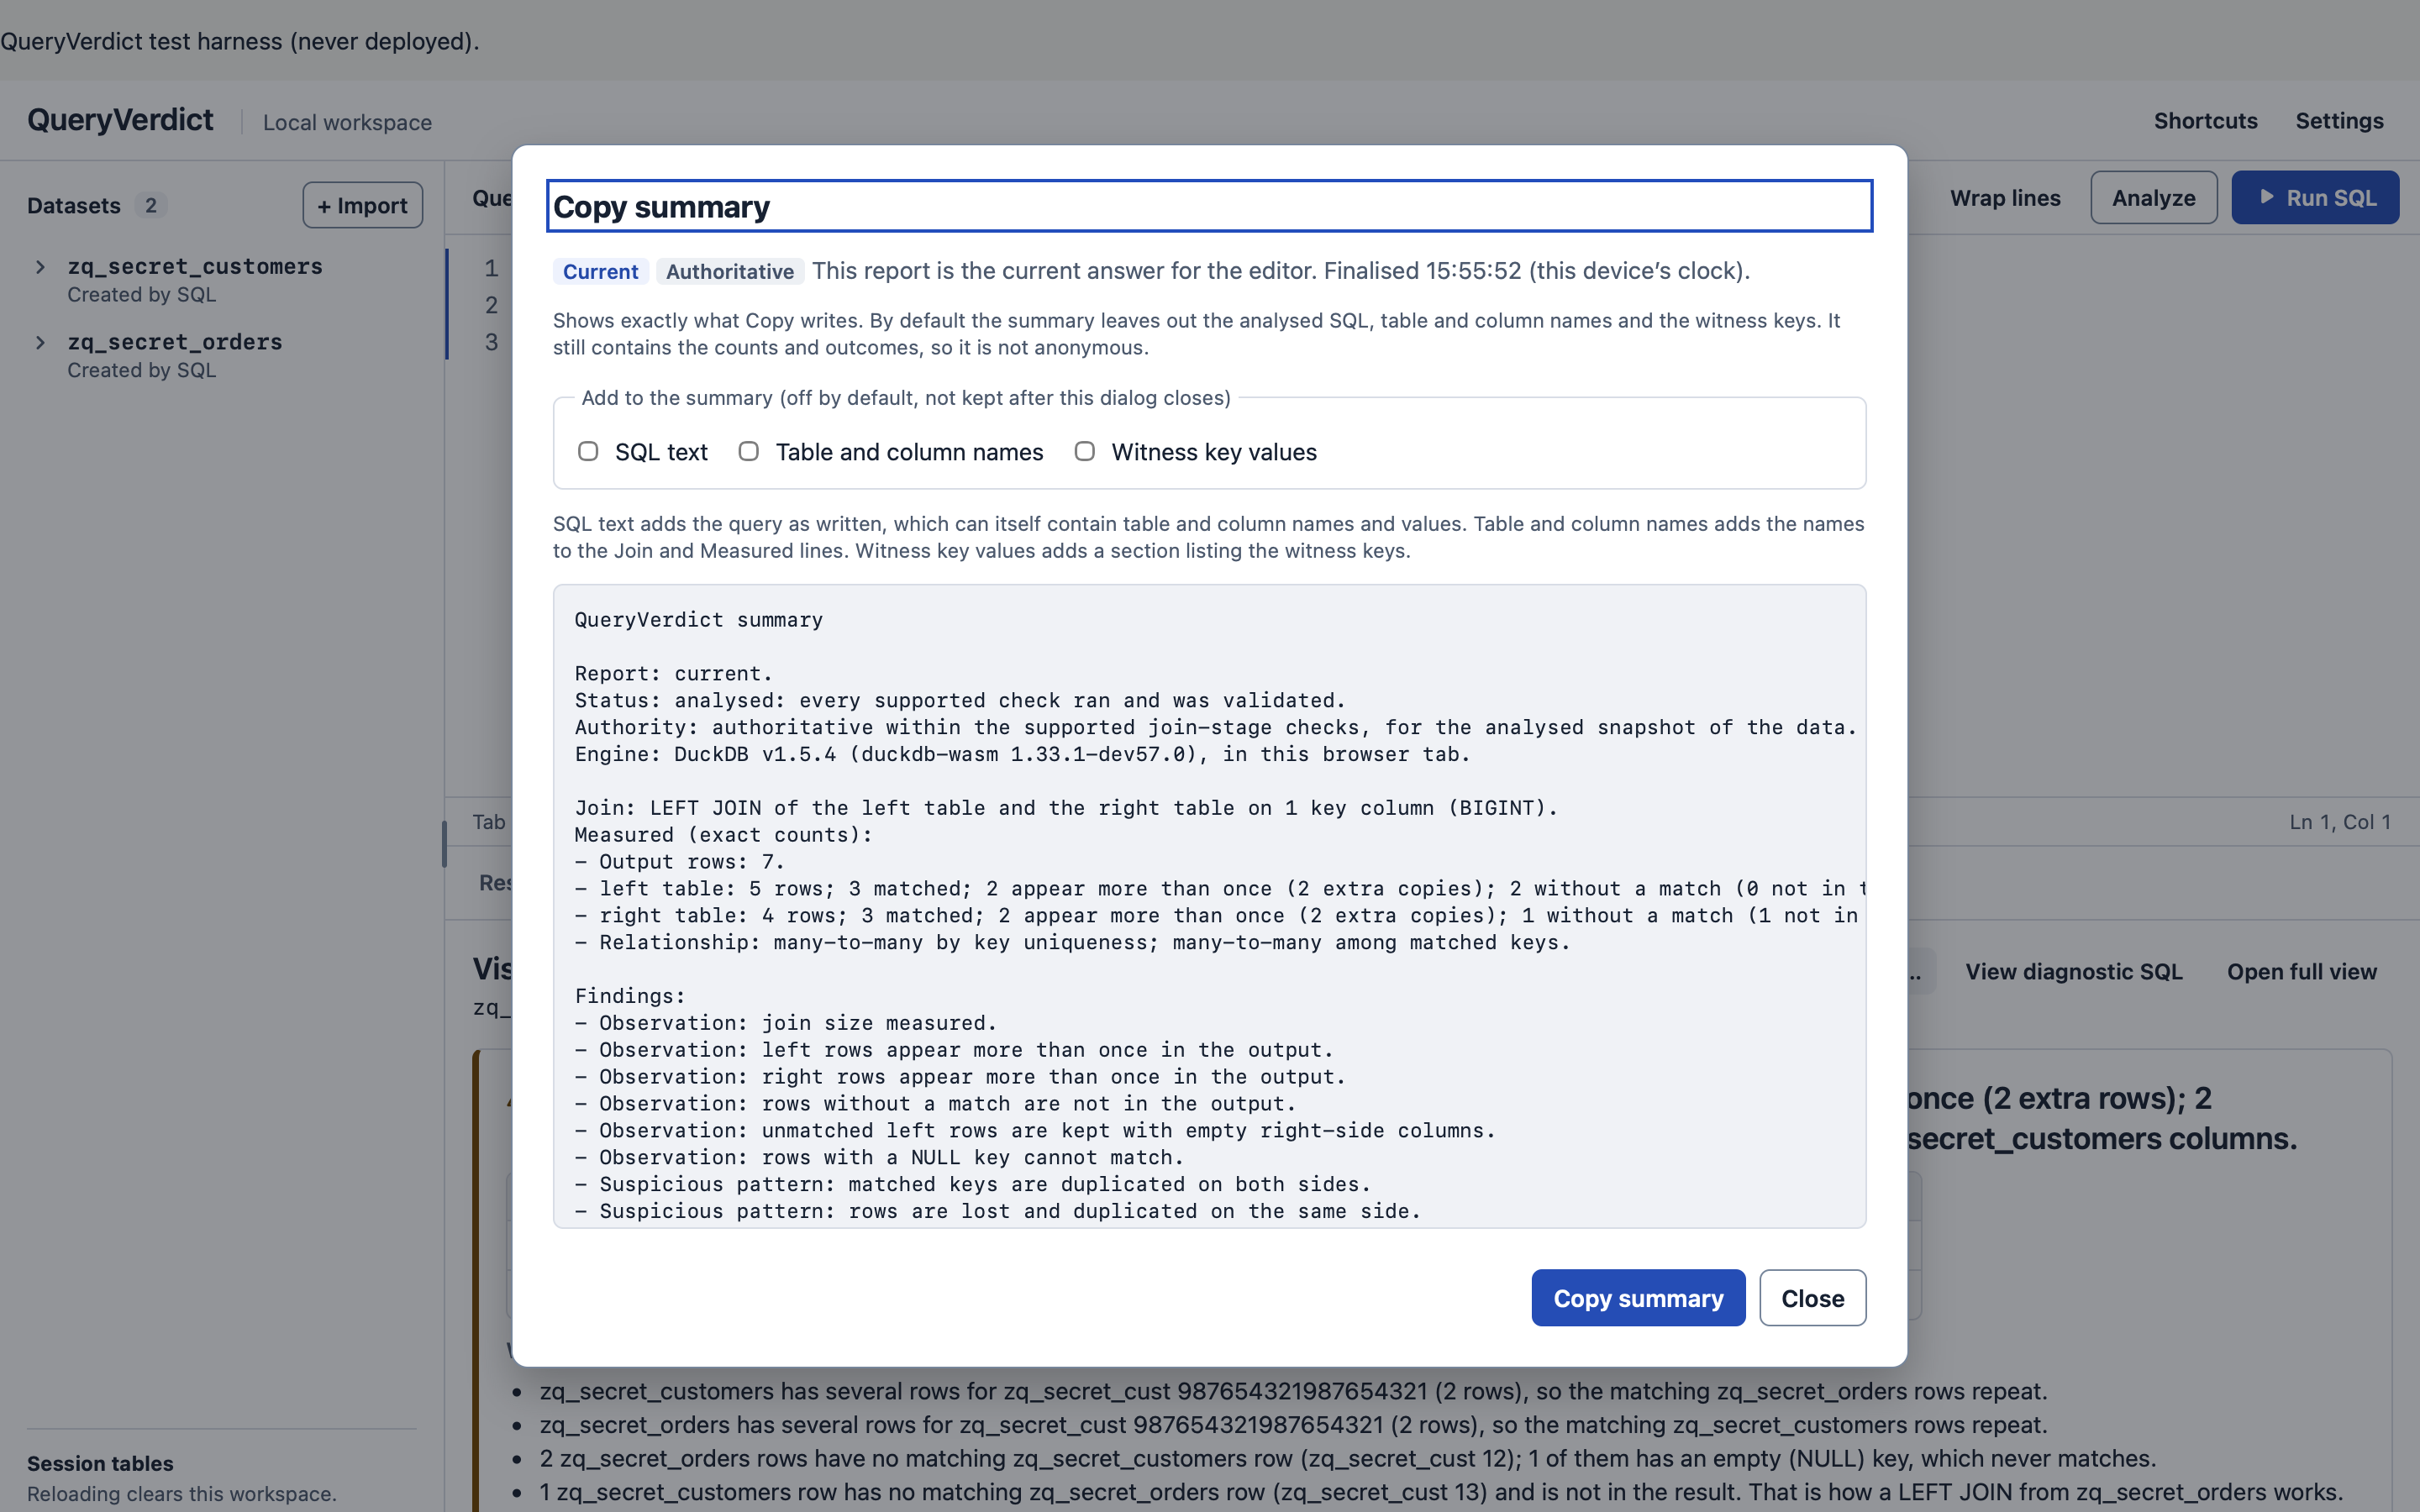 QueryVerdict test harness (never deployed).
QueryVerdict
Local workspace
Shortcuts
Settings
Datasets 2
+ Import
zq_secret_customers
Created by SQL
zq_secret_orders
Created by SQL
Session tables
Reloading clears this workspace.
Wrap lines
Analyze
Run SQL
1
2
3
Tab
Ln 1, Col 1
View diagnostic SQL
Open full view
once (2 extra rows); 2
secret_customers columns.
Copy summary
Current Authoritative This report is the current answer for the editor. Finalised 15:55:52 (this device’s clock).
Shows exactly what Copy writes. By default the summary leaves out the analysed SQL, table and column names and the witness keys. It
still contains the counts and outcomes, so it is not anonymous.
Add to the summary (off by default, not kept after this dialog closes)
SQL text
Table and column names
Witness key values
SQL text adds the query as written, which can itself contain table and column names and values. Table and column names adds the names
to the Join and Measured lines. Witness key values adds a section listing the witness keys.
QueryVerdict summary
Report: current.
Status: analysed: every supported check ran and was validated.
Authority: authoritative within the supported join-stage checks, for the analysed snapshot of the data.
Engine: DuckDB v1.5.4 (duckdb-wasm 1.33.1-dev57.0), in this browser tab.
Join: LEFT JOIN of the left table and the right table on 1 key column (BIGINT).
Measured (exact counts):
- Output rows: 7.
- left table: 5 rows; 3 matched; 2 appear more than once (2 extra copies); 2 without a match (0 not in
- right table: 4 rows; 3 matched; 2 appear more than once (2 extra copies); 1 without a match (1 not in
- Relationship: many-to-many by key uniqueness; many-to-many among matched keys.
Findings:
- Observation: join size measured.
- Observation: left rows appear more than once in the output.
- Observation: right rows appear more than once in the output.
- Observation: rows without a match are not in the output.
- Observation: unmatched left rows are kept with empty right-side columns.
- Observation: rows with a NULL key cannot match.
- Suspicious pattern: matched keys are duplicated on both sides.
- Suspicious pattern: rows are lost and duplicated on the same side.
Copy summary
Close
• zq_secret_customers has several rows for zq_secret_cust 987654321987654321 (2 rows), so the matching zq_secret_orders rows repeat.
• zq_secret_orders has several rows for zq_secret_cust 987654321987654321 (2 rows), so the matching zq_secret_customers rows repeat.
• 2 zq_secret_orders rows have no matching zq_secret_customers row (zq_secret_cust 12); 1 of them has an empty (NULL) key, which never matches.
• 1 zq_secret_customers row has no matching zq_secret_orders row (zq_secret_cust 13) and is not in the result. That is how a LEFT JOIN from zq_secret_orders works.